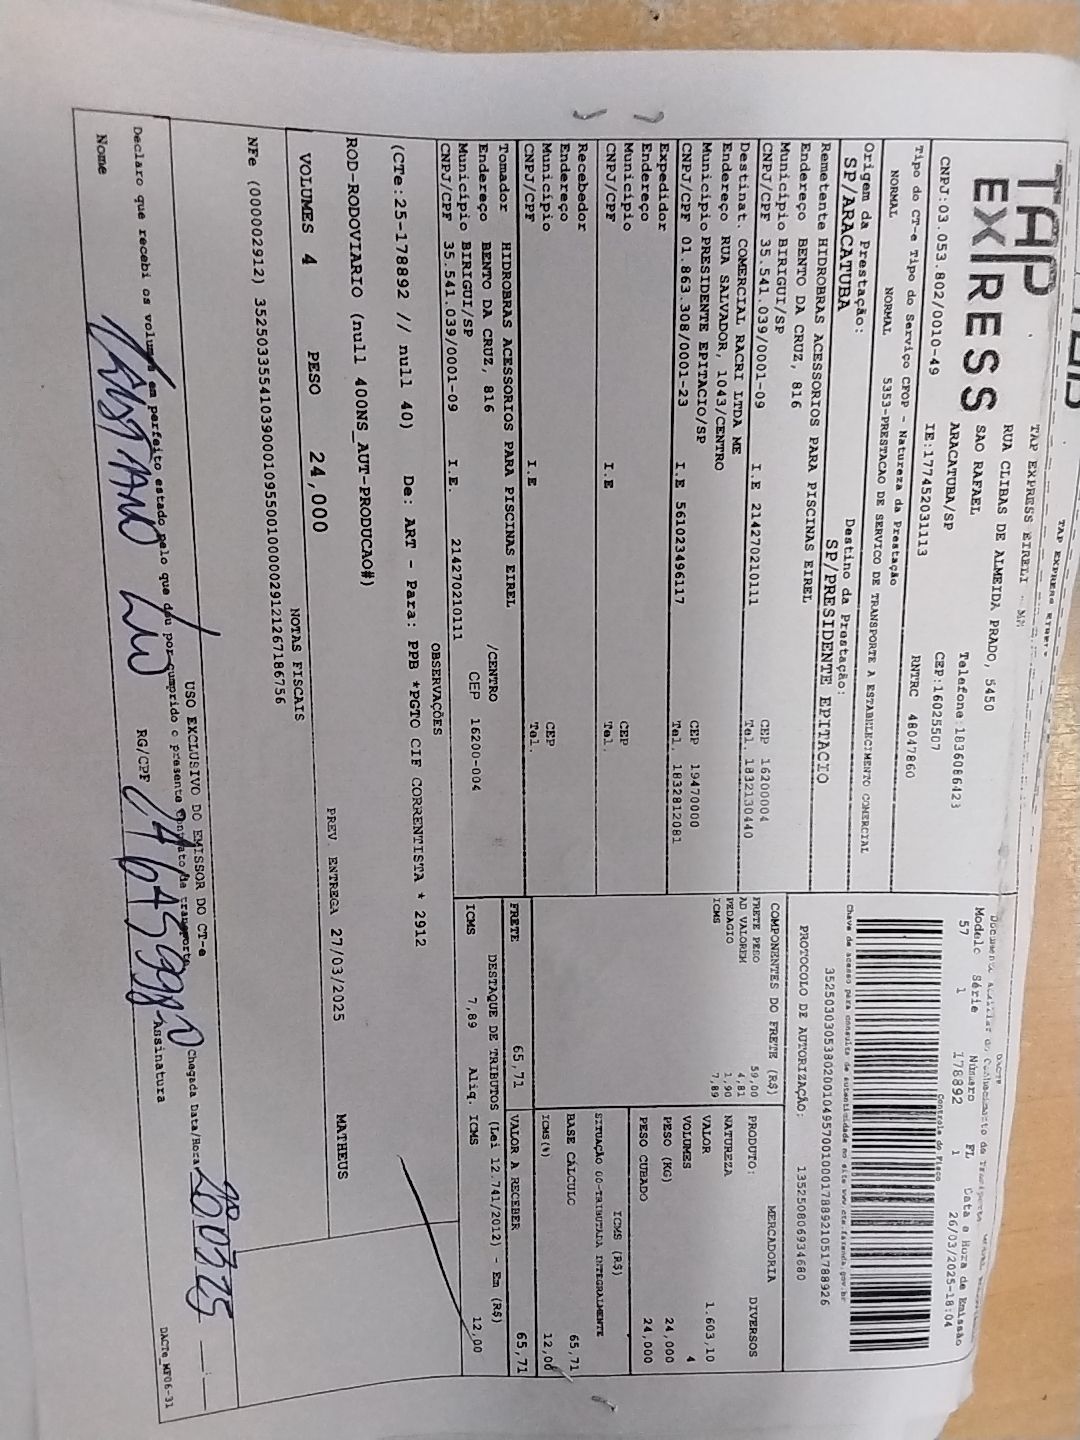 TAP EXPRESS
TAP EXPRESS EIRELI - ME
RUA CLIBAS DE ALMEIDA PRADO, 5450
SAO RAFAEL
ARACATUBA/SP
Telefone:1836086423
CNPJ:03.053.802/0010-49 IE:177452031113 CEP:16025507
RNTRC 48047860
Tipo do CT-e Tipo do Serviço CFOP - Natureza da Prestação
NORMAL NORMAL 5353-PRESTACAO DE SERVICO DE TRANSPORTE A ESTABELECIMENTO COMERCIAL
Origem da Prestação: Destino da Prestação:
SP/ARACATUBA SP/PRESIDENTE EPITACIO
Remetente HIDROBRAS ACESSORIOS PARA PISCINAS EIREL
Endereço BENTO DA CRUZ, 816
Município BIRIGUI/SP CEP 16200004
CNPJ/CPF 35.541.039/0001-09 I.E 214270210111 Tel. 1832130440
Destinat. COMERCIAL RACRI LTDA ME
Endereço RUA SALVADOR, 1043/CENTRO
Município PRESIDENTE EPITACIO/SP CEP 19470000
CNPJ/CPF 01.863.308/0001-23 I.E 561023496117 Tel. 1832812081
Expedidor
Endereço
Município CEP
CNPJ/CPF I.E Tel.
Recebedor
Endereço
Município CEP
CNPJ/CPF I.E Tel.
Tomador HIDROBRAS ACESSORIOS PARA PISCINAS EIREL
Endereço BENTO DA CRUZ, 816 /CENTRO
Município BIRIGUI/SP CEP 16200-004
CNPJ/CPF 35.541.039/0001-09 I.E. 214270210111
DACTE
Documento Auxiliar do Conhecimento de Transporte
Modelo Série Número FL Data e Hora de Emissão
57 1 178892 1 26/03/2025-18:04
Controle do Fisco
Chave de acesso para consulta de autenticidade no site www.cte.fazenda.gov.br
35250303053802001049570010001788921051788926
PROTOCOLO DE AUTORIZAÇÃO: 135250806934680
COMPONENTES DO FRETE (R$)
FRETE PESO 59,00
AD VALOREM 4,81
PEDAGIO 1,90
ICMS 7,89
MERCADORIA
PRODUTO: DIVERSOS
NATUREZA
VALOR 1.603,10
VOLUMES 4
PESO (KG) 24,000
PESO CUBADO 24,000
ICMS (R$)
SITUAÇÃO 00-TRIBUTADA INTEGRALMENTE
BASE CALCULO 65,71
ICMS(%) 12,00
FRETE 65,71 VALOR A RECEBER 65,71
DESTAQUE DE TRIBUTOS (Lei 12.741/2012) - Em (R$)
ICMS 7,89 Aliq. ICMS 12,00
OBSERVAÇÕES
(CTe:25-178892 // null 40) De: ART - Para: PPB *PGTO CIF CORRENTISTA * 2912
ROD-RODOVIARIO (null 400NS_AUT-PRODUCAO#)
MATHEUS
VOLUMES 4 PESO 24,000 PREV. ENTREGA 27/03/2025
NOTAS FISCAIS
NFe (000002912) 35250335541039000109550010000029121267186756
USO EXCLUSIVO DO EMISSOR DO CT-e
Declaro que recebi os volumes em perfeito estado pelo que dou por cumprido o presente contrato de transporte
Nome RG/CPF Assinatura Chegada Data/Hora 280325
DACTe_MF06-31